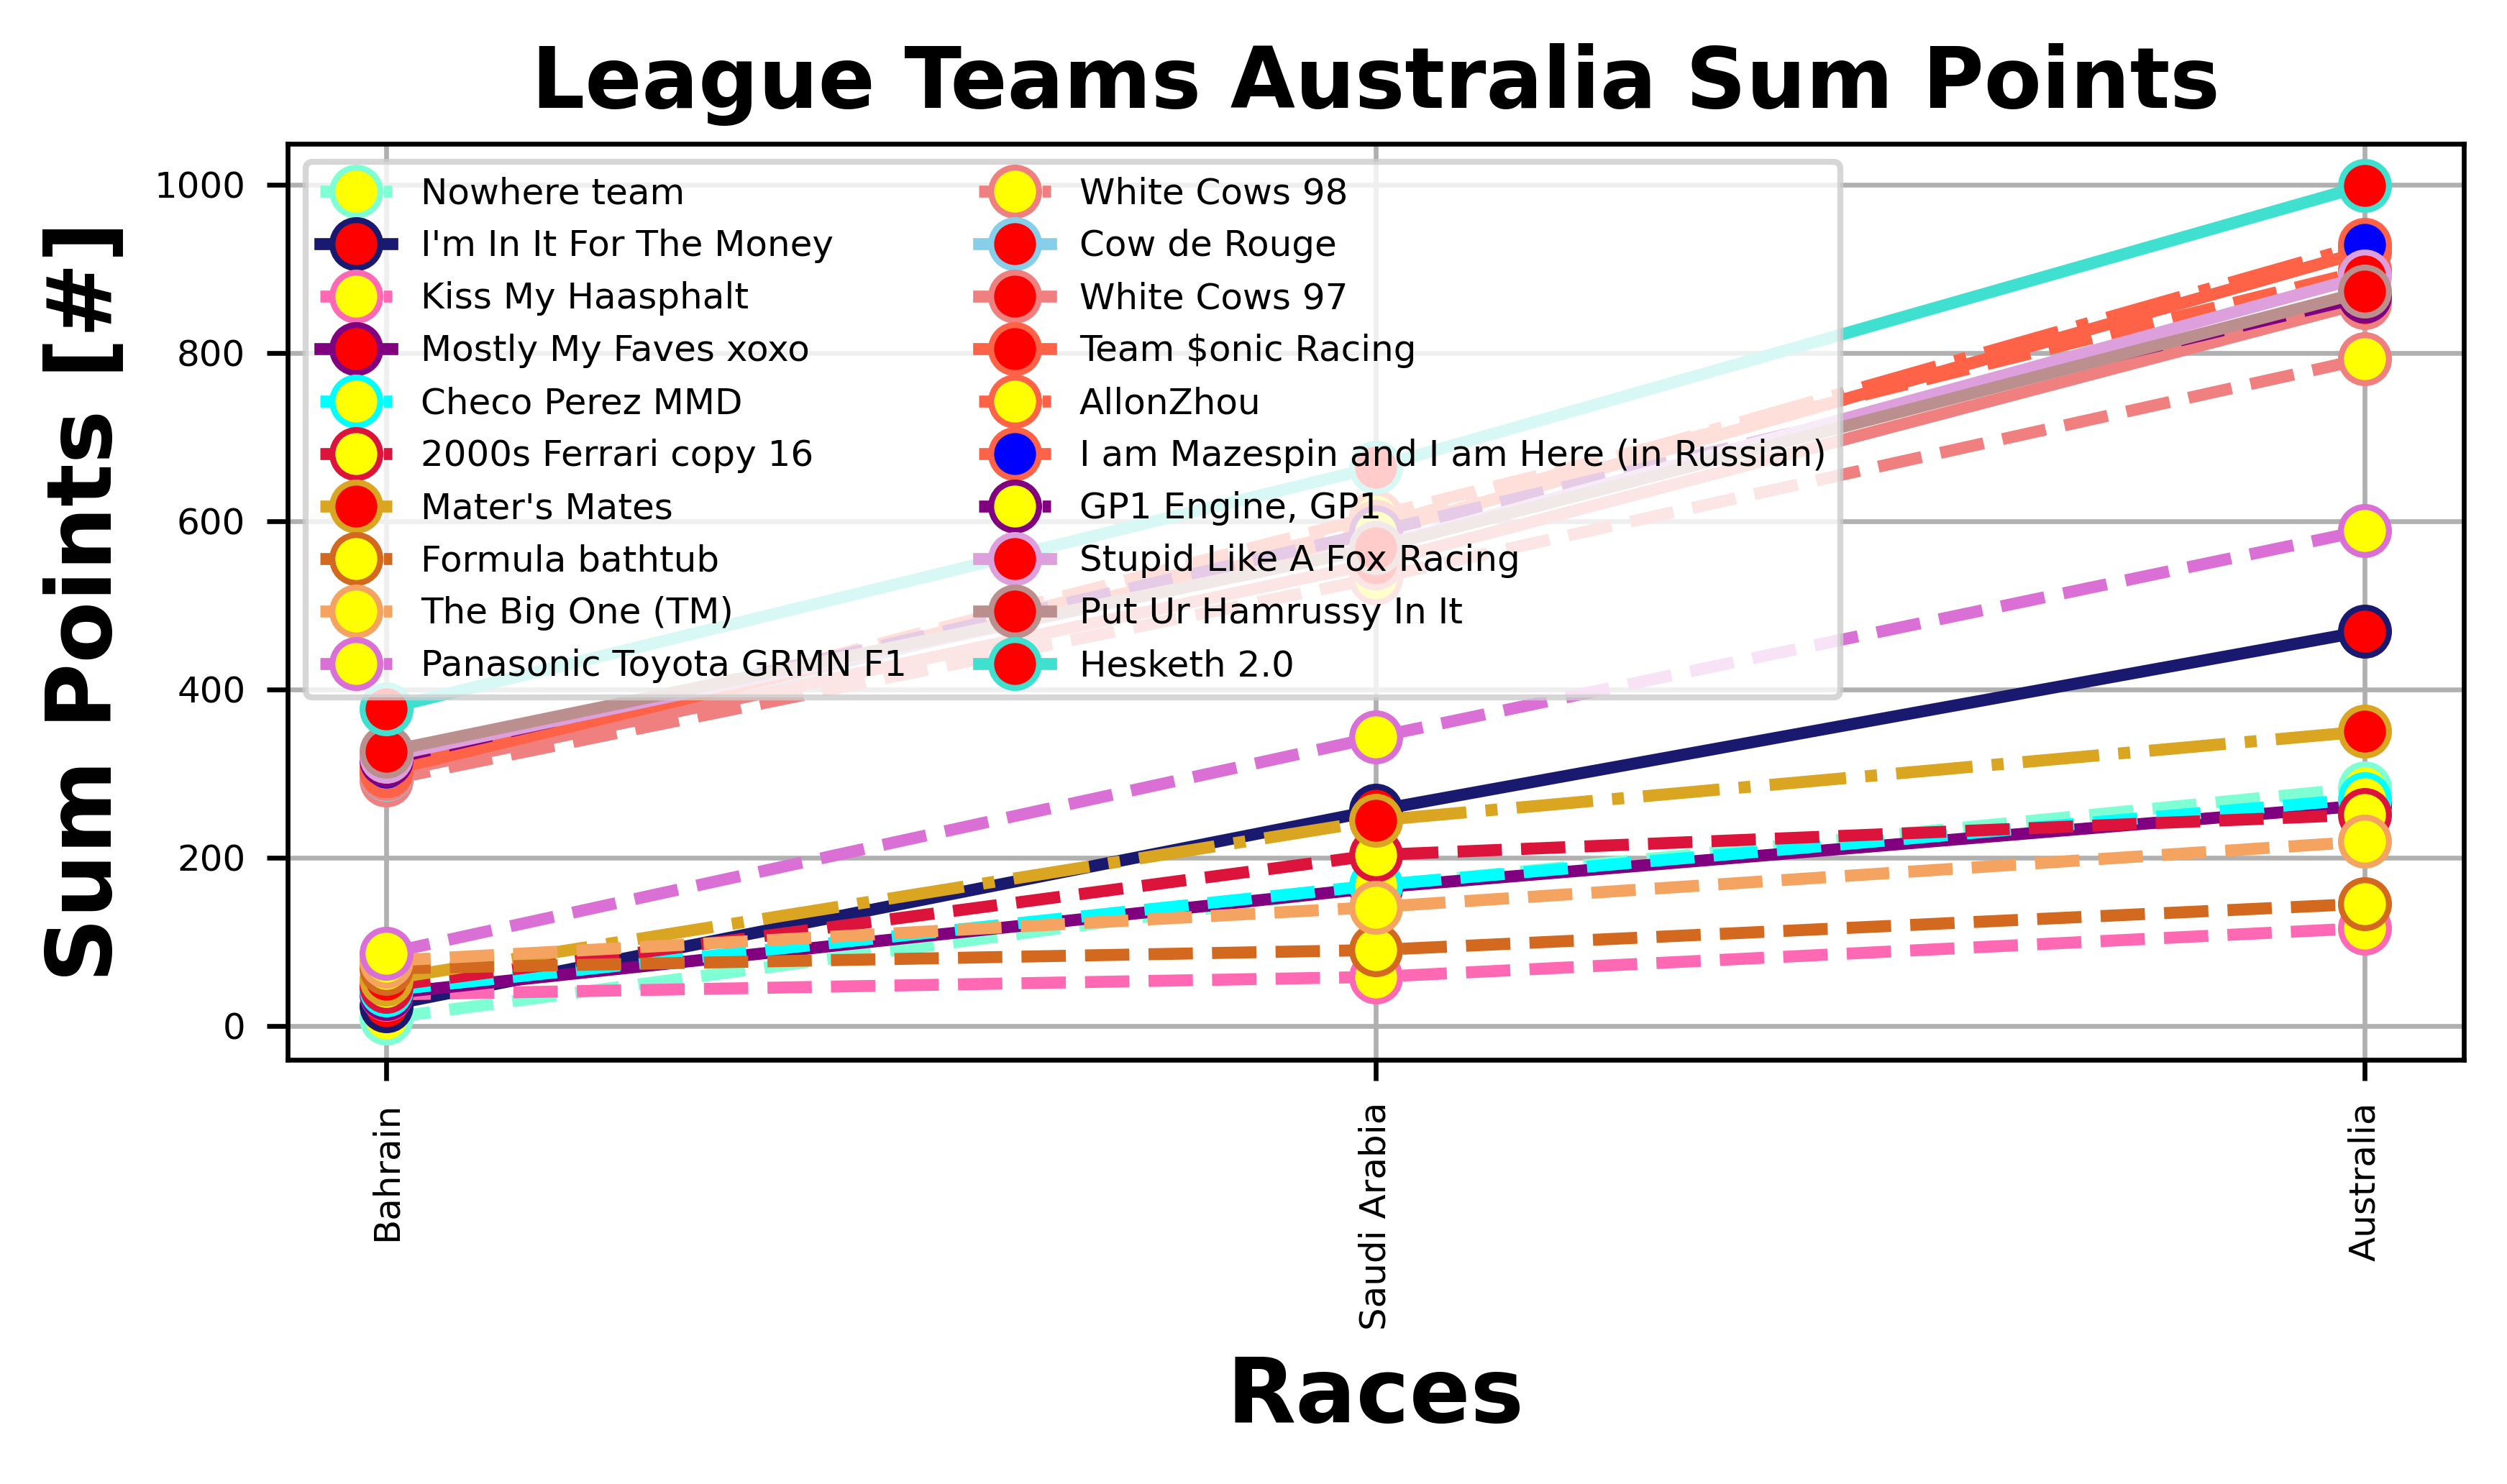 League Teams Australia Sum Points
Sum Points [#]
1000
800
600
400
200
0
Nowhere team
I'm In It For The Money
Kiss My Haasphalt
Mostly My Faves xoxo
Checo Perez MMD
2000s Ferrari copy 16
Mater's Mates
Formula bathtub
The Big One (TM)
Panasonic Toyota GRMN F1
White Cows 98
Cow de Rouge
White Cows 97
Team $onic Racing
AllonZhou
I am Mazespin and I am Here (in Russian)
GP1 Engine, GP1
Stupid Like A Fox Racing
Put Ur Hamrussy In It
Hesketh 2.0
Bahrain
Saudi Arabia
Australia
Races